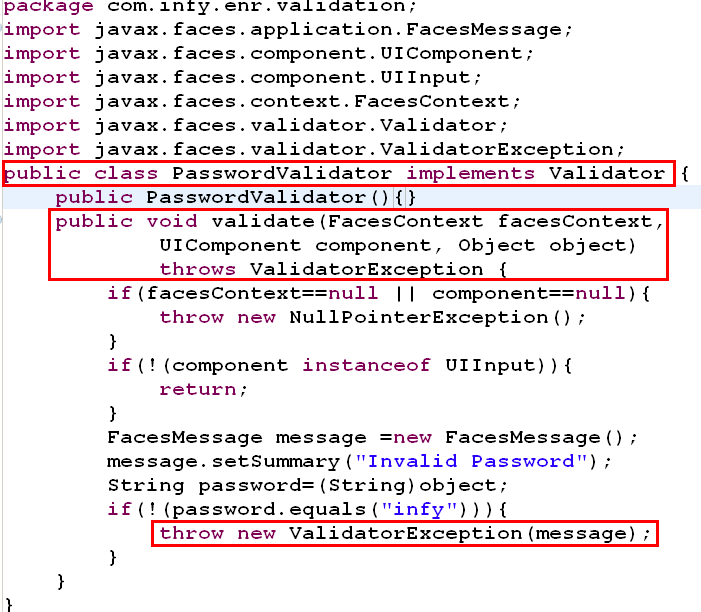 package com.infy.enr.validation;
import javax.faces.application.FacesMessage;
import javax.faces.component.UIComponent;
import javax.faces.component.UIInput;
import javax.faces.context.FacesContext;
import javax.faces.validator.Validator;
import javax.faces.validator.ValidatorException;
public class PasswordValidator implements Validator {
    public PasswordValidator(){}
    public void validate(FacesContext facesContext,
            UIComponent component, Object object)
            throws ValidatorException {
        if(facesContext==null || component==null){
            throw new NullPointerException();
        }
        if(!(component instanceof UIInput)){
            return;
        }
        FacesMessage message =new FacesMessage();
        message.setSummary("Invalid Password");
        String password=(String)object;
        if(!(password.equals("infy"))){
            throw new ValidatorException(message);
        }
    }
}